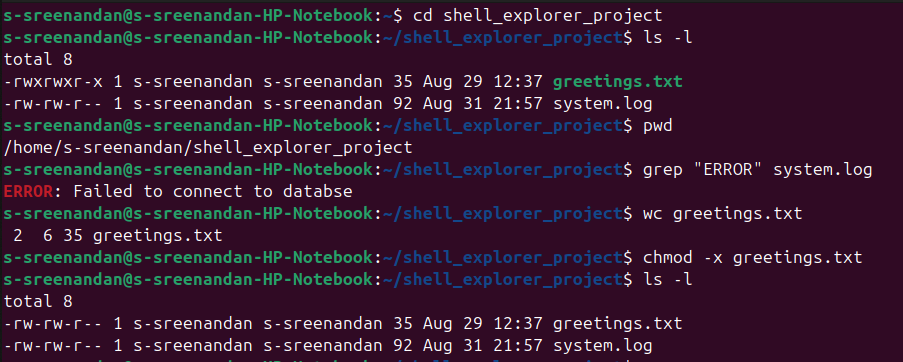 s-sreenandan@s-sreenandan-HP-Notebook:~$ cd shell_explorer_project
s-sreenandan@s-sreenandan-HP-Notebook:~/shell_explorer_project$ ls -l
total 8
-rwxrwxr-x 1 s-sreenandan s-sreenandan 35 Aug 29 12:37 greetings.txt
-rw-rw-r-- 1 s-sreenandan s-sreenandan 92 Aug 31 21:57 system.log
s-sreenandan@s-sreenandan-HP-Notebook:~/shell_explorer_project$ pwd
/home/s-sreenandan/shell_explorer_project
s-sreenandan@s-sreenandan-HP-Notebook:~/shell_explorer_project$ grep "ERROR" system.log
ERROR: Failed to connect to databse
s-sreenandan@s-sreenandan-HP-Notebook:~/shell_explorer_project$ wc greetings.txt
 2  6 35 greetings.txt
s-sreenandan@s-sreenandan-HP-Notebook:~/shell_explorer_project$ chmod -x greetings.txt
s-sreenandan@s-sreenandan-HP-Notebook:~/shell_explorer_project$ ls -l
total 8
-rw-rw-r-- 1 s-sreenandan s-sreenandan 35 Aug 29 12:37 greetings.txt
-rw-rw-r-- 1 s-sreenandan s-sreenandan 92 Aug 31 21:57 system.log